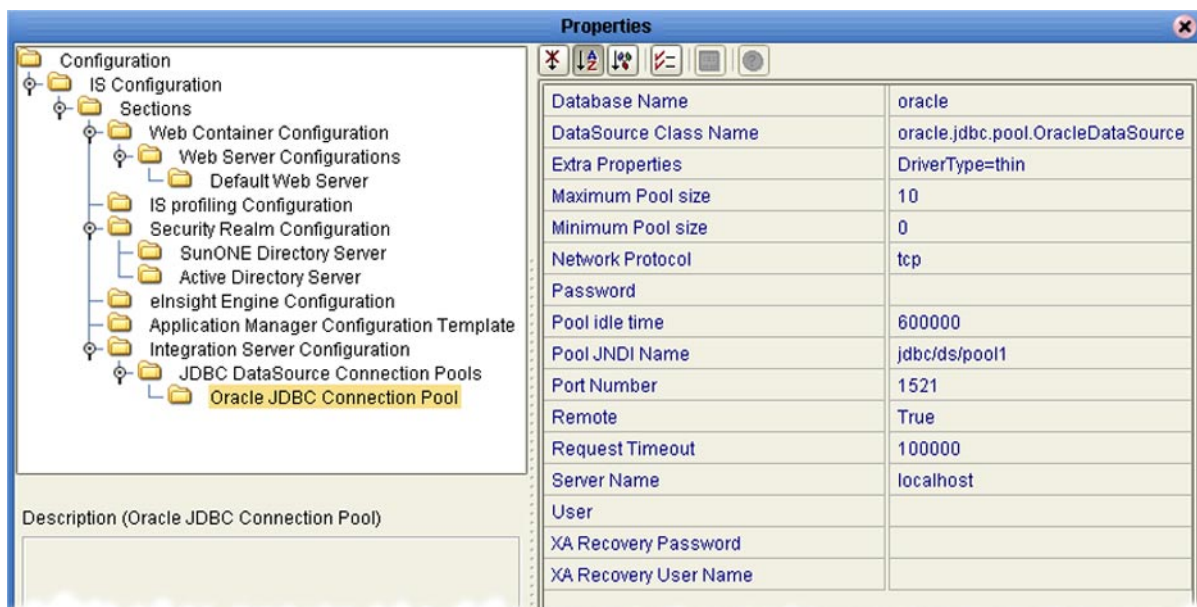 Properties
Configuration
IS Configuration
Sections
Web Container Configuration
Web Server Configurations
Default Web Server
IS profiling Configuration
Security Realm Configuration
SunONE Directory Server
Active Directory Server
eInsight Engine Configuration
Application Manager Configuration Template
Integration Server Configuration
JDBC DataSource Connection Pools
Oracle JDBC Connection Pool
Description (Oracle JDBC Connection Pool)
Database Name oracle
DataSource Class Name oracle.jdbc.pool.OracleDataSource
Extra Properties DriverType=thin
Maximum Pool size 10
Minimum Pool size 0
Network Protocol tcp
Password
Pool idle time 600000
Pool JNDI Name jdbc/ds/pool1
Port Number 1521
Remote True
Request Timeout 100000
Server Name localhost
User
XA Recovery Password
XA Recovery User Name